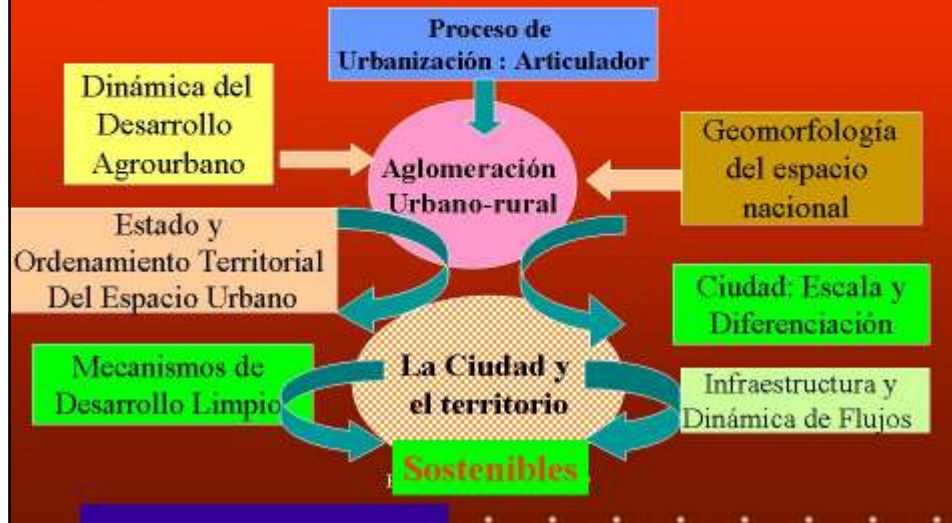 Proceso de
Urbanización : Articulador
Dinámica del
Desarrollo
Agrourbano
Aglomeración
Urbano-rural
Geomorfología
del espacio
nacional
Estado y
Ordenamiento Territorial
Del Espacio Urbano
Ciudad: Escala y
Diferenciación
Mecanismos de
Desarrollo Limpio
La Ciudad y
el territorio
Infraestructura y
Dinámica de Flujos
Sostenibles